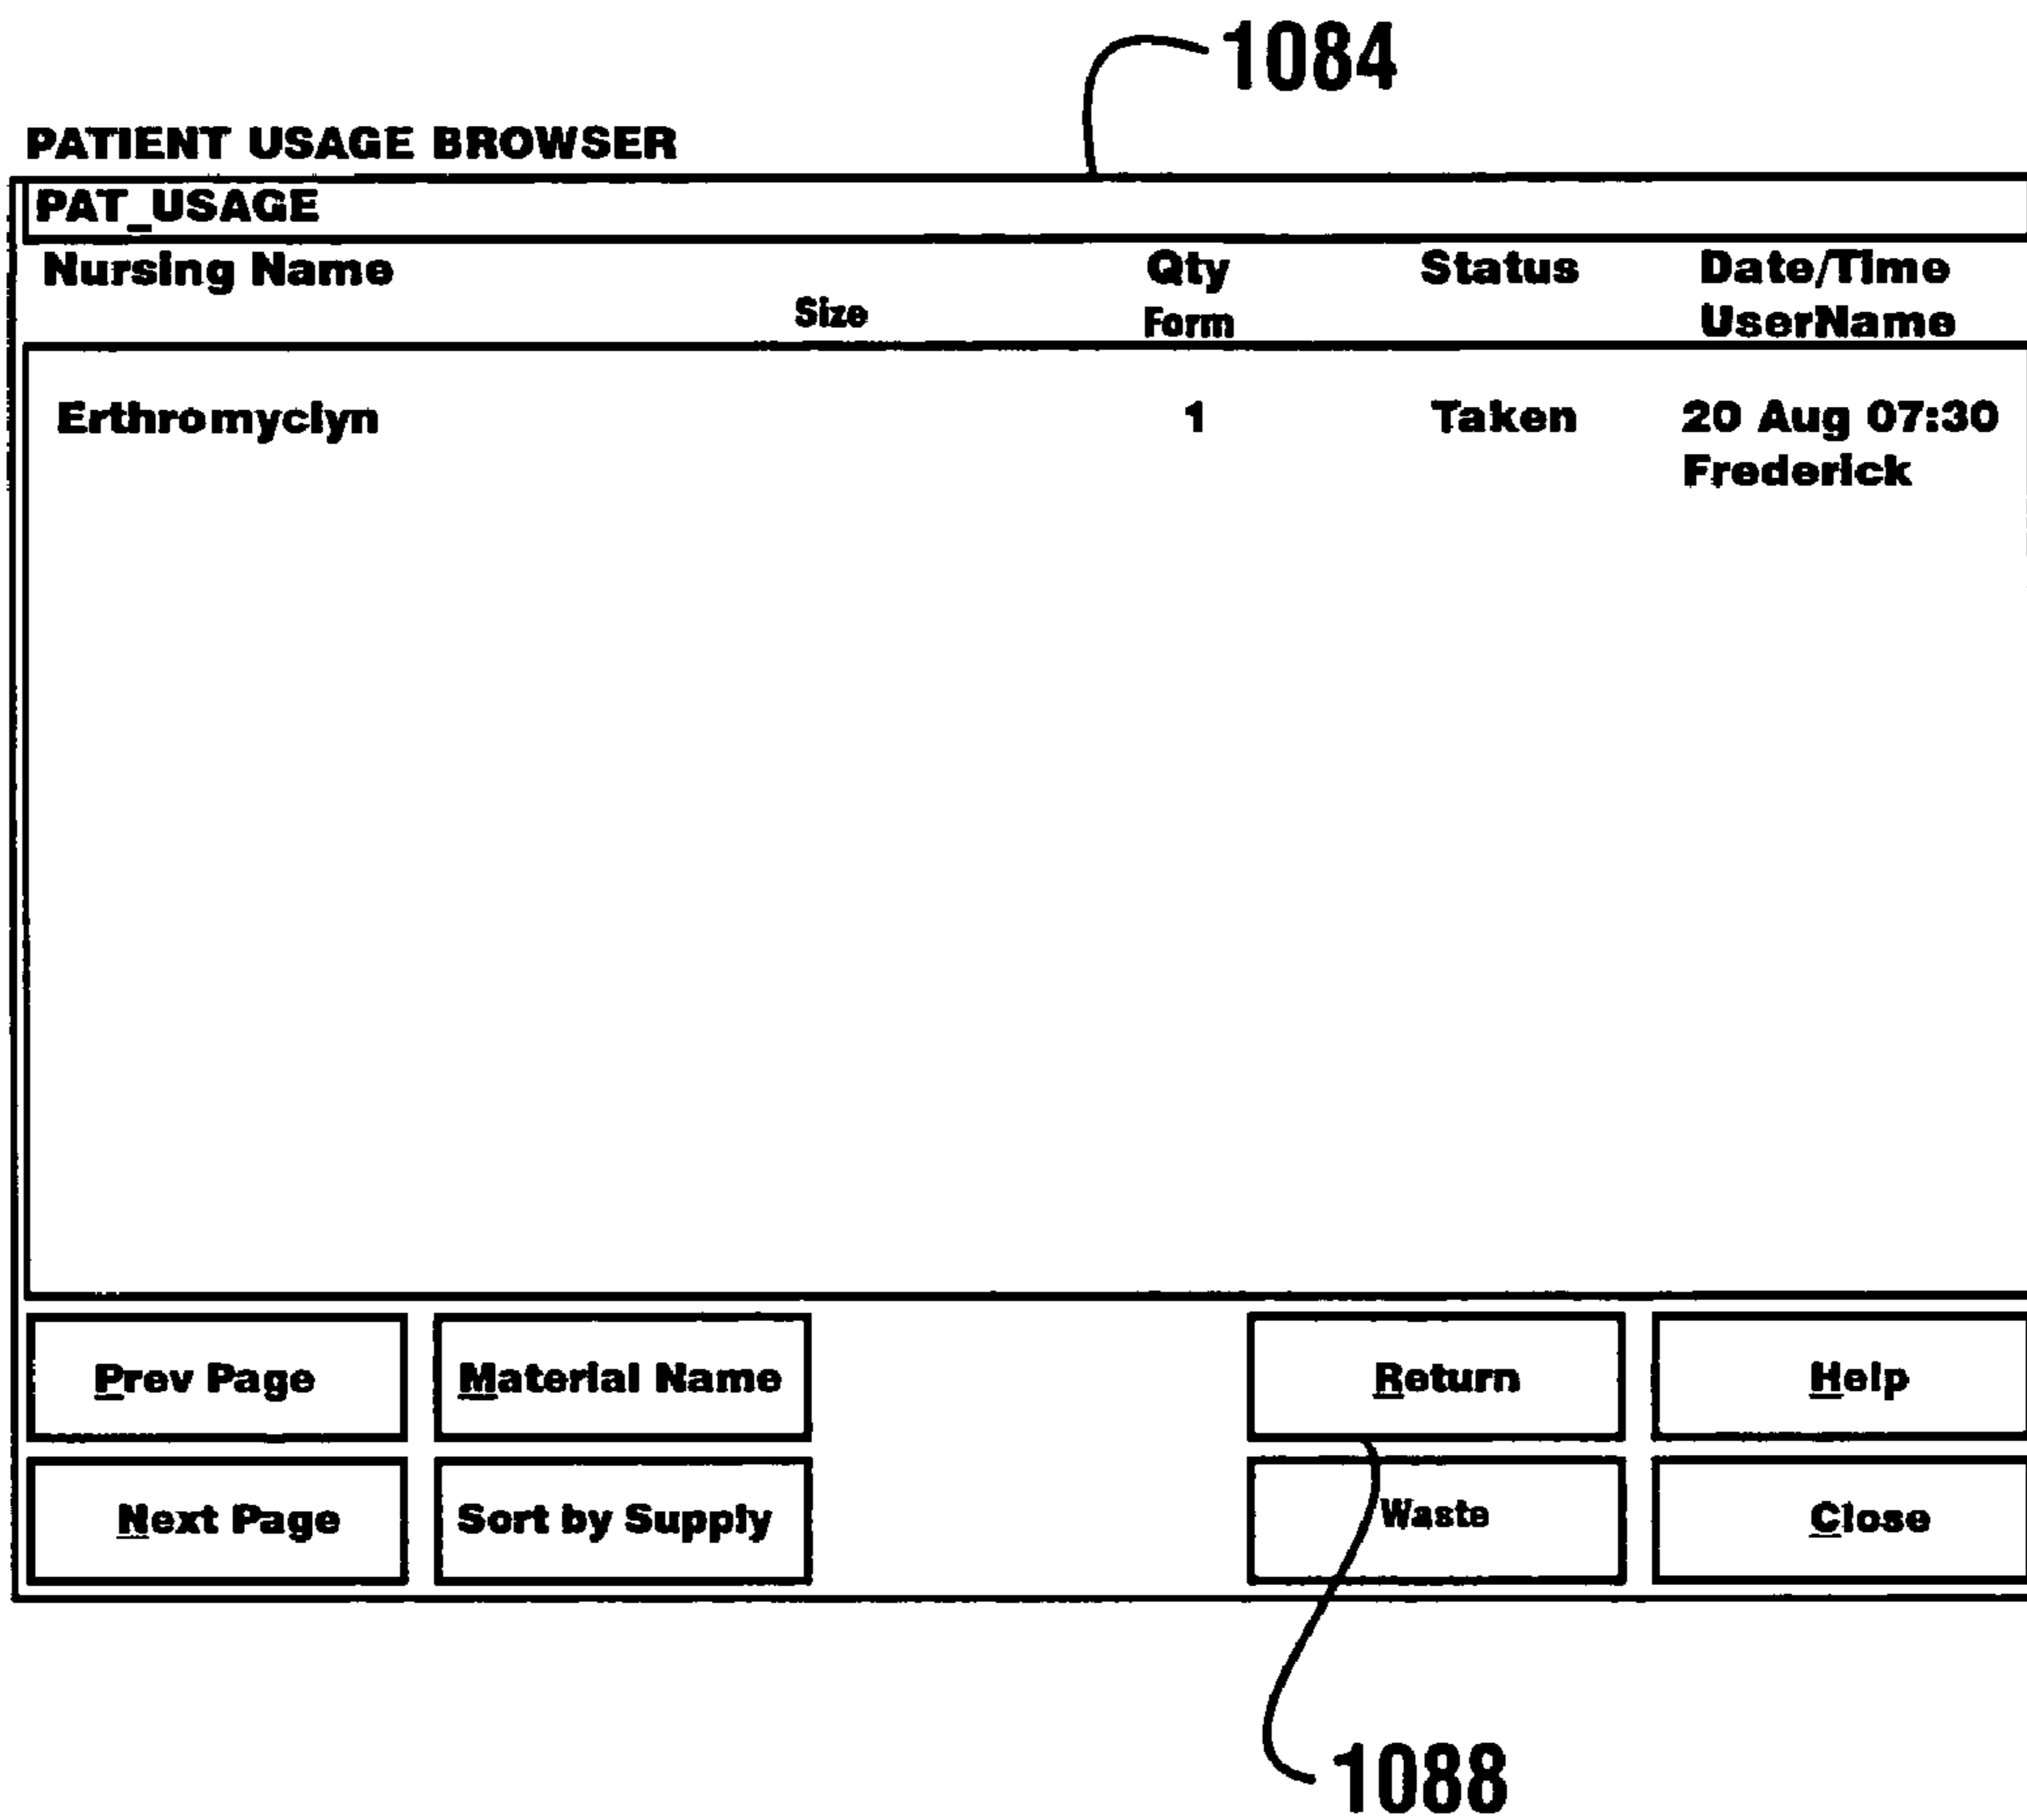 1084
PATIENT USAGE BROWSER
PAT_USAGE
Nursing Name Qty Status Date/Time
Size Form UserName
Erthromyclyn 1 Taken 20 Aug 07:30
Frederick
Prev Page Material Name Return Help
Next Page Sort by Supply Waste Close
1088